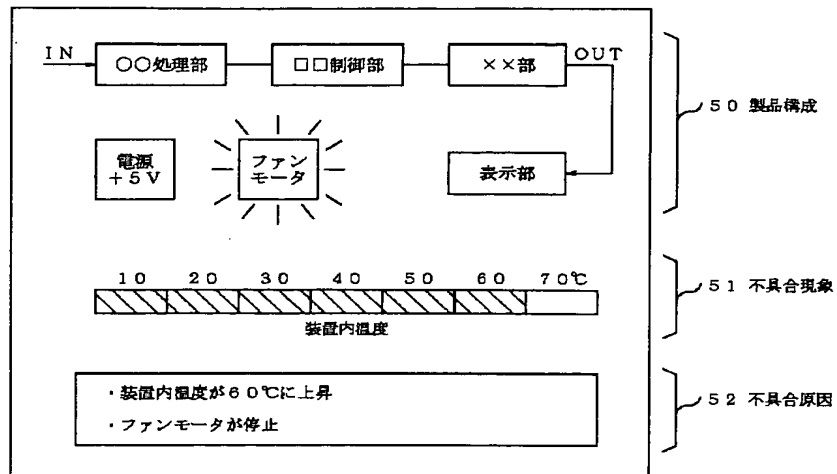 IN
○○処理部
□□制御部
××部
OUT
電源
+5V
ファン
モータ
表示部
50 製品構成
10 20 30 40 50 60 70℃
装置内温度
51 不具合現象
・装置内温度が60℃に上昇
・ファンモータが停止
52 不具合原因